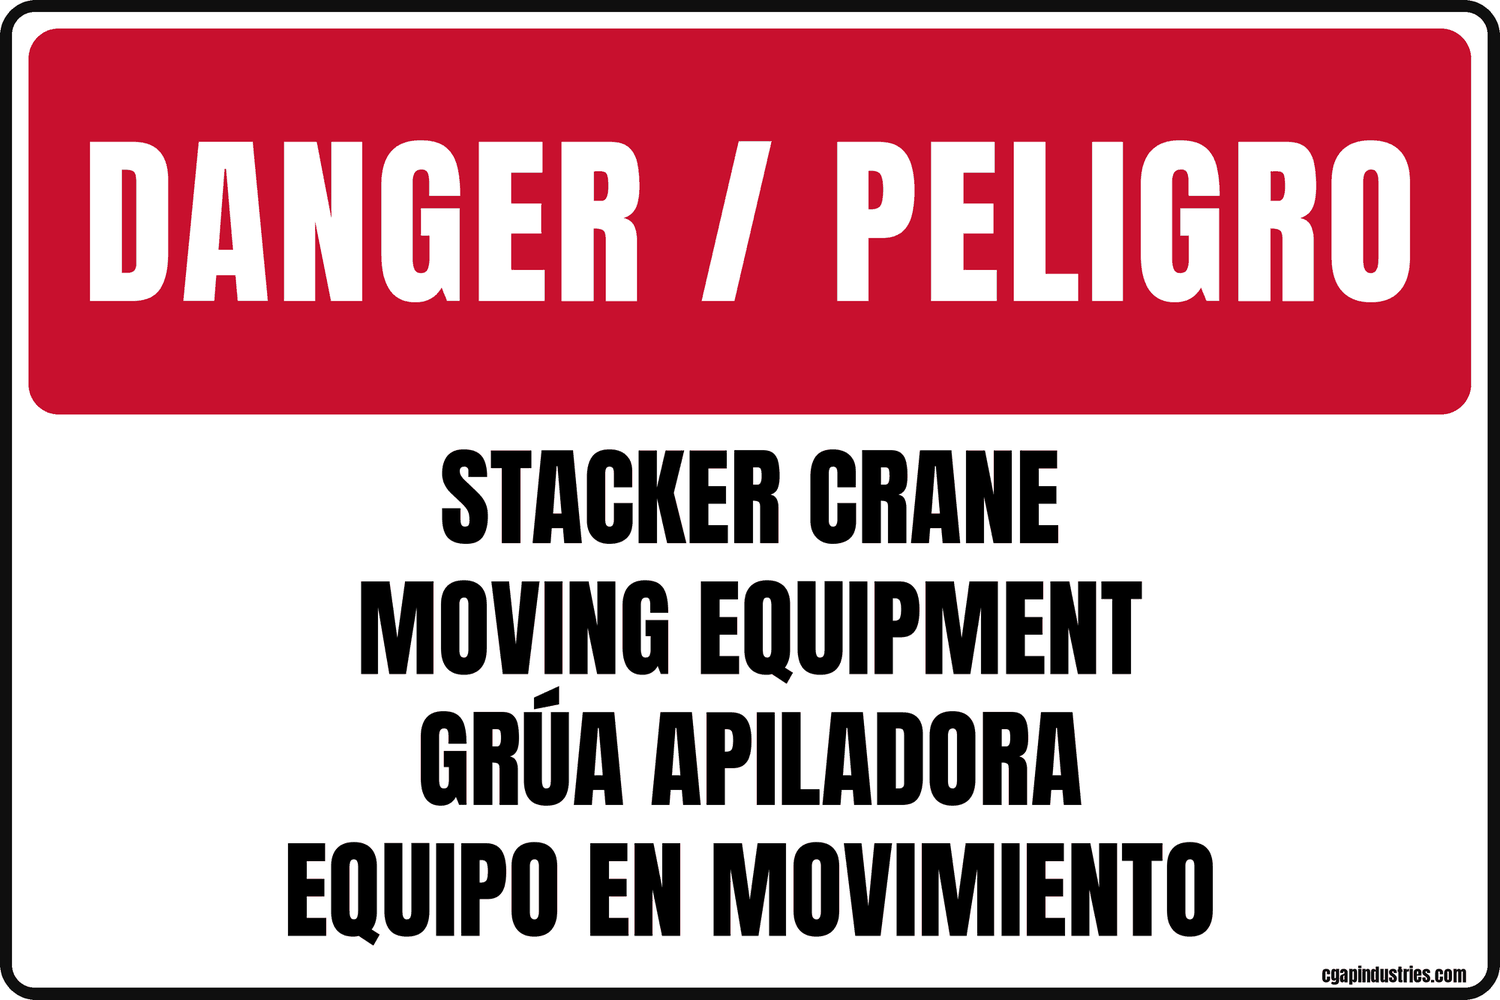 DANGER / PELIGRO
STACKER CRANE
MOVING EQUIPMENT
GRÚA APILADORA
EQUIPO EN MOVIMIENTO
cgapindustries.com